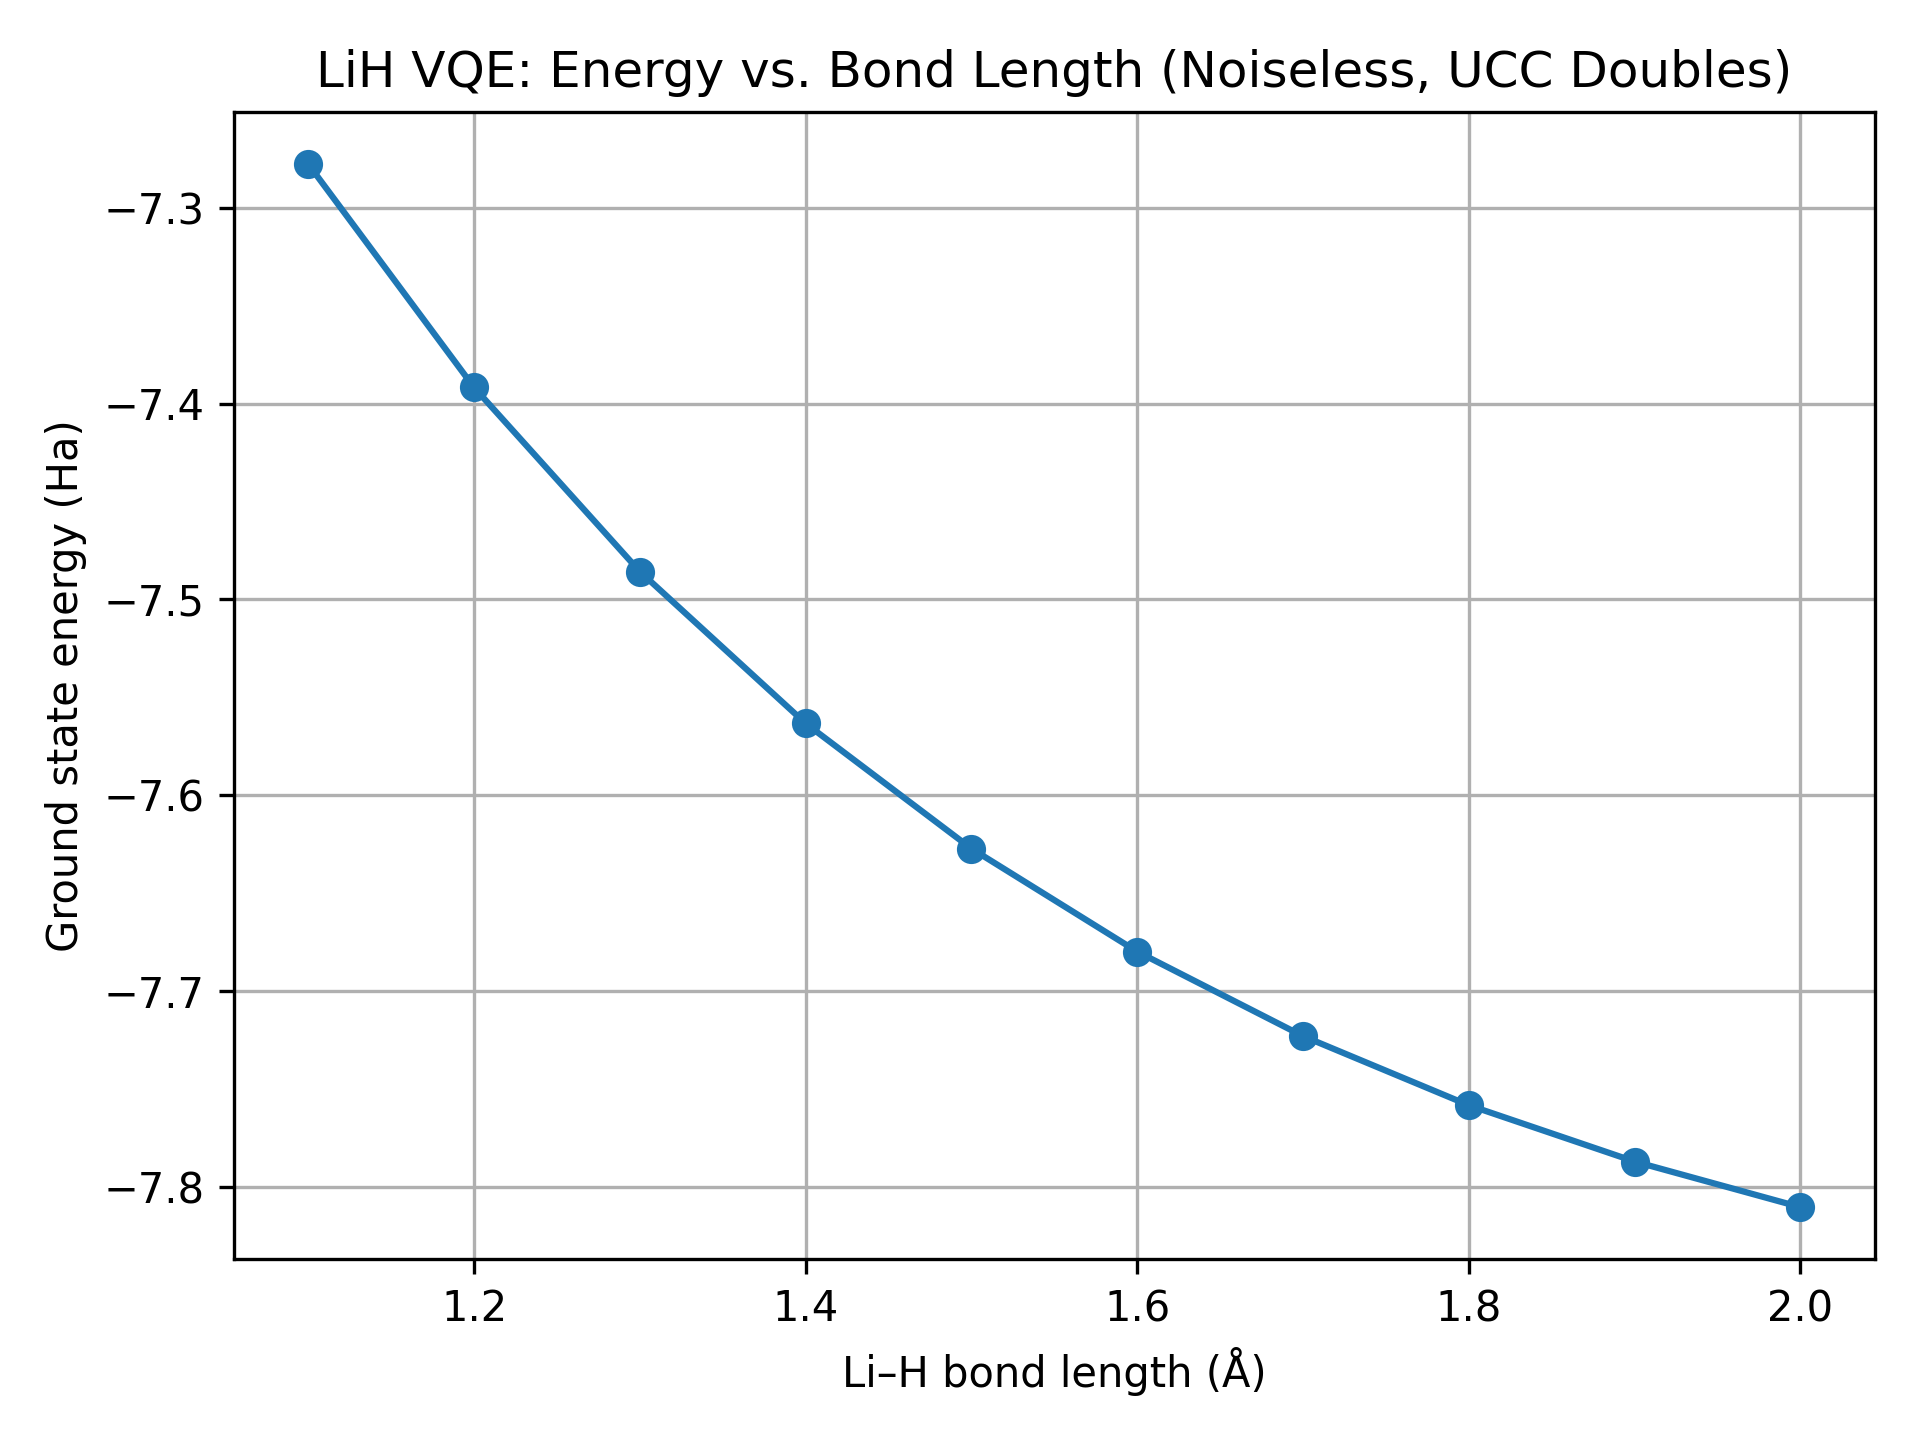 LiH VQE: Energy vs. Bond Length (Noiseless, UCC Doubles)
Ground state energy (Ha)
−7.3
−7.4
−7.5
−7.6
−7.7
−7.8
1.2 1.4 1.6 1.8 2.0
Li–H bond length (Å)